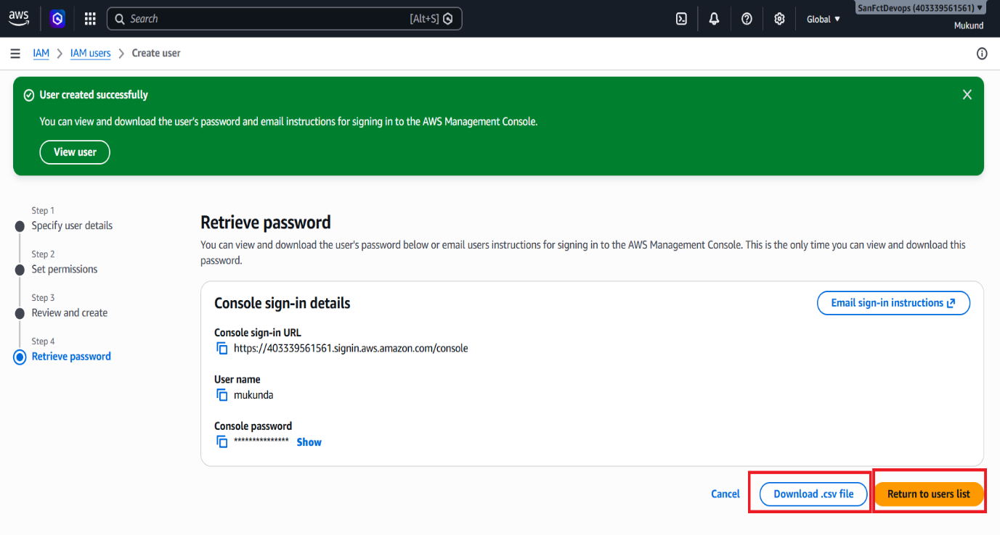 aws
Search
[Alt+S]
Global
SanFctDevops (403339561561)
Mukund
IAM
IAM users
Create user
User created successfully
You can view and download the user's password and email instructions for signing in to the AWS Management Console.
View user
Step 1
Specify user details
Step 2
Set permissions
Step 3
Review and create
Step 4
Retrieve password
Retrieve password
You can view and download the user's password below or email users instructions for signing in to the AWS Management Console. This is the only time you can view and download this
password.
Console sign-in details
Email sign-in instructions
Console sign-in URL
https://403339561561.signin.aws.amazon.com/console
User name
mukunda
Console password
*************** Show
Cancel
Download .csv file
Return to users list